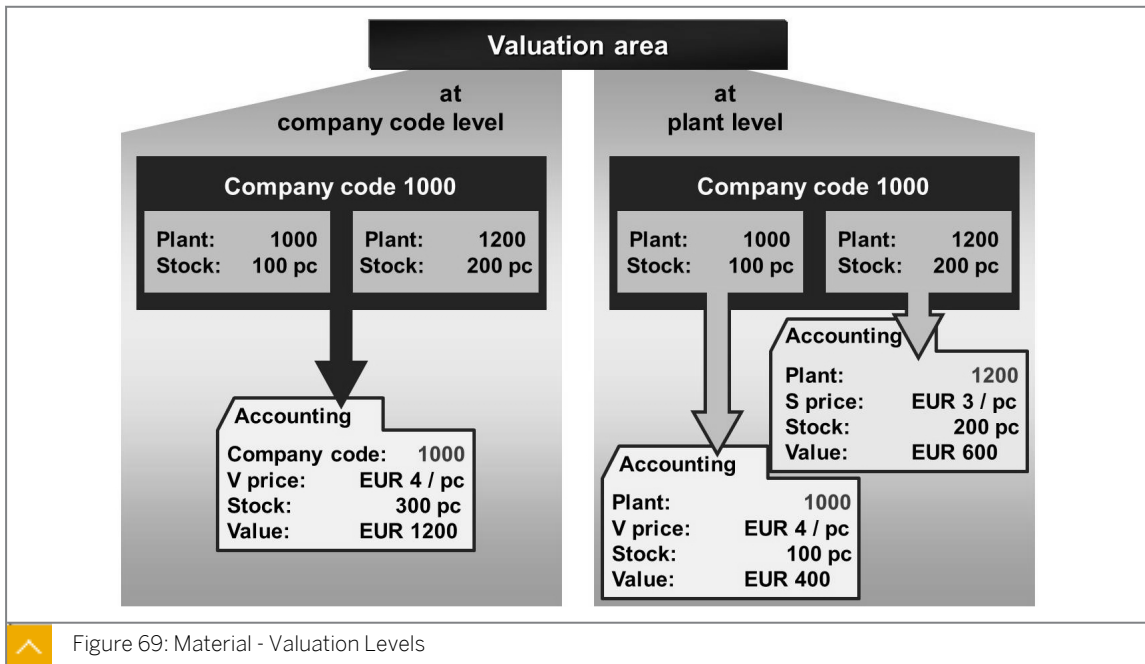 Valuation area
at
company code level
Company code 1000
Plant: 1000
Stock: 100 pc
Plant: 1200
Stock: 200 pc
Accounting
Company code: 1000
V price: EUR 4 / pc
Stock: 300 pc
Value: EUR 1200
at
plant level
Company code 1000
Plant: 1000
Stock: 100 pc
Plant: 1200
Stock: 200 pc
Accounting
Plant: 1200
S price: EUR 3 / pc
Stock: 200 pc
Value: EUR 600
Accounting
Plant: 1000
V price: EUR 4 / pc
Stock: 100 pc
Value: EUR 400
Figure 69: Material - Valuation Levels